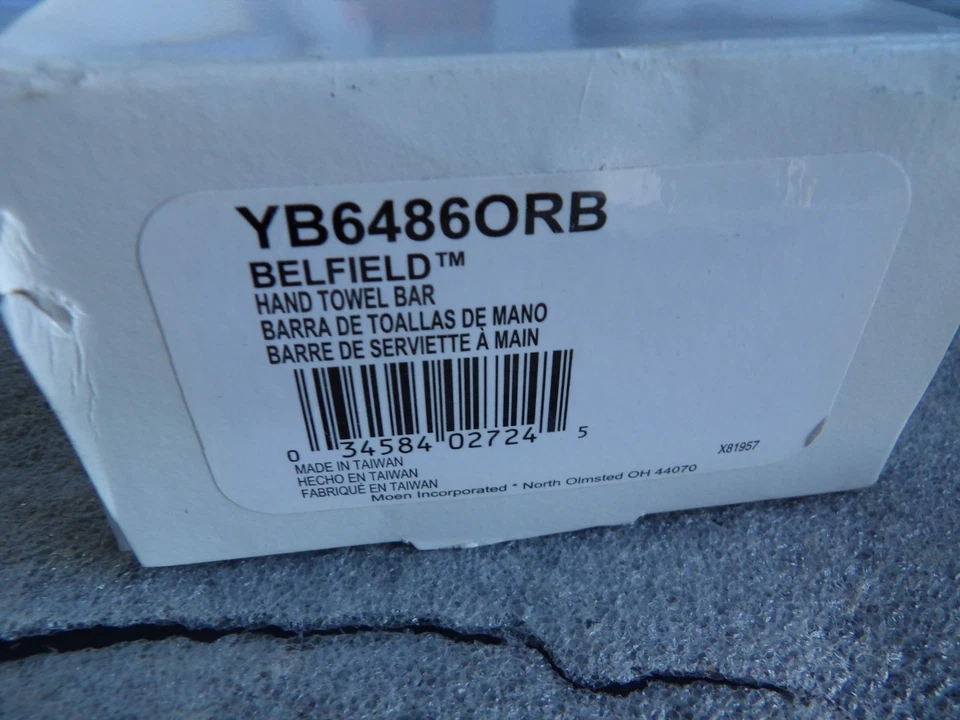 YB6486ORB
BELFIELD™
HAND TOWEL BAR
BARRA DE TOALLAS DE MANO
BARRE DE SERVIETTE À MAIN
0 34584 02724 5
MADE IN TAIWAN
HECHO EN TAIWAN
FABRIQUÉ EN TAIWAN
X81957
Moen Incorporated * North Olmsted OH 44070